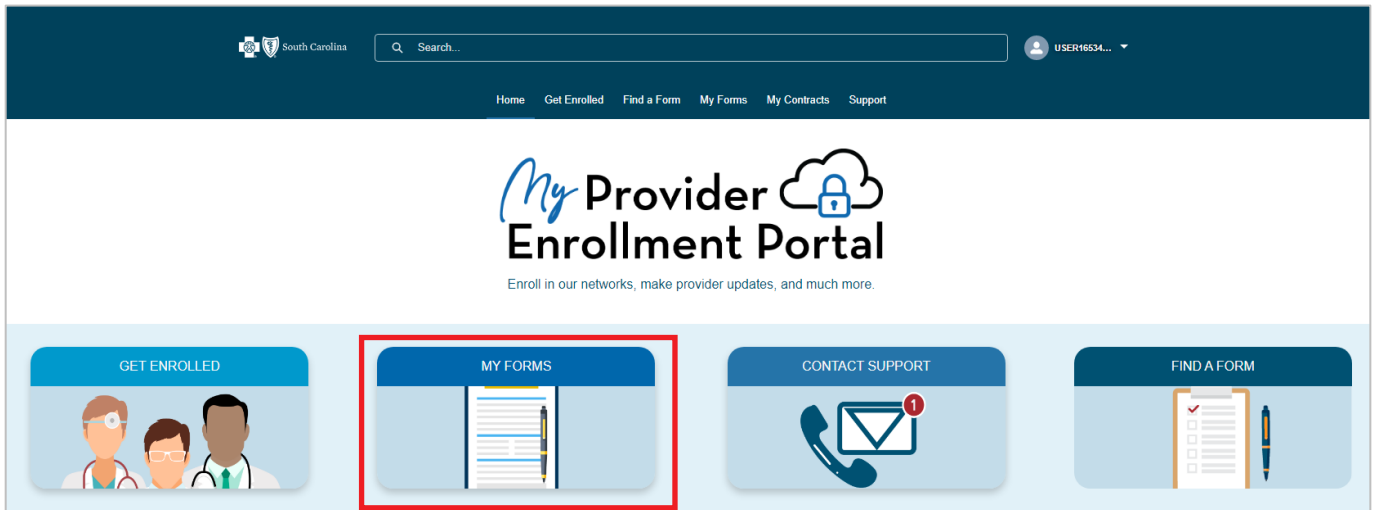 South Carolina
Search...
USER16534...
Home Get Enrolled Find a Form My Forms My Contracts Support
My Provider
Enrollment Portal
Enroll in our networks, make provider updates, and much more.
GET ENROLLED MY FORMS CONTACT SUPPORT FIND A FORM
1